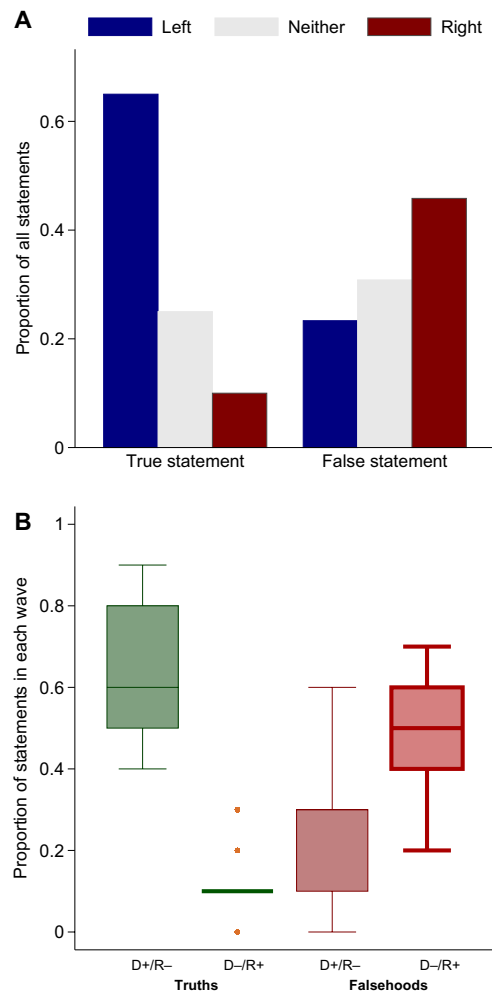 A
Left Neither Right
Proportion of all statements
0.6
0.4
0.2
0
True statement False statement
B
Proportion of statements in each wave
1
0.8
0.6
0.4
0.2
0
D+/R– D–/R+ D+/R– D–/R+
Truths Falsehoods